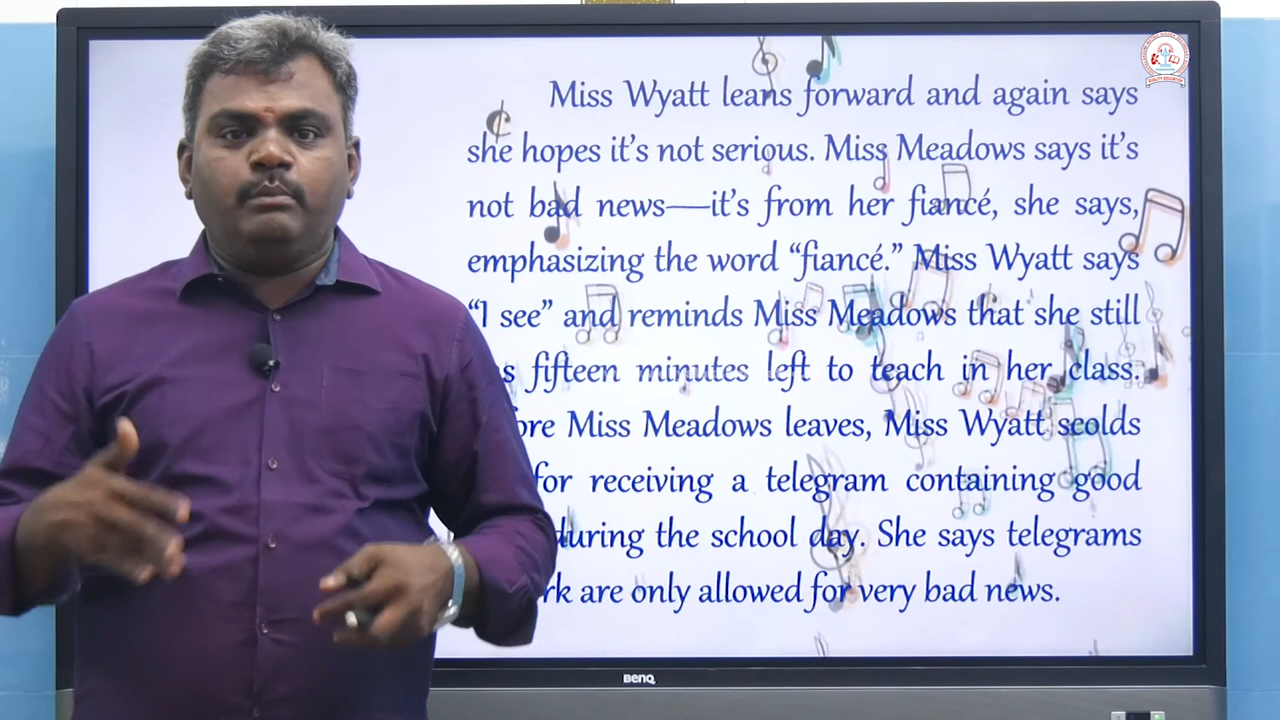 Miss Wyatt leans forward and again says
she hopes it's not serious. Miss Meadows says it's
not bad news—it's from her fiancé, she says,
emphasizing the word “fiancé.” Miss Wyatt says
“I see” and reminds Miss Meadows that she still
fifteen minutes left to teach in her class.
Miss Meadows leaves, Miss Wyatt scolds
for receiving a telegram containing good
during the school day. She says telegrams
are only allowed for very bad news.
BenQ